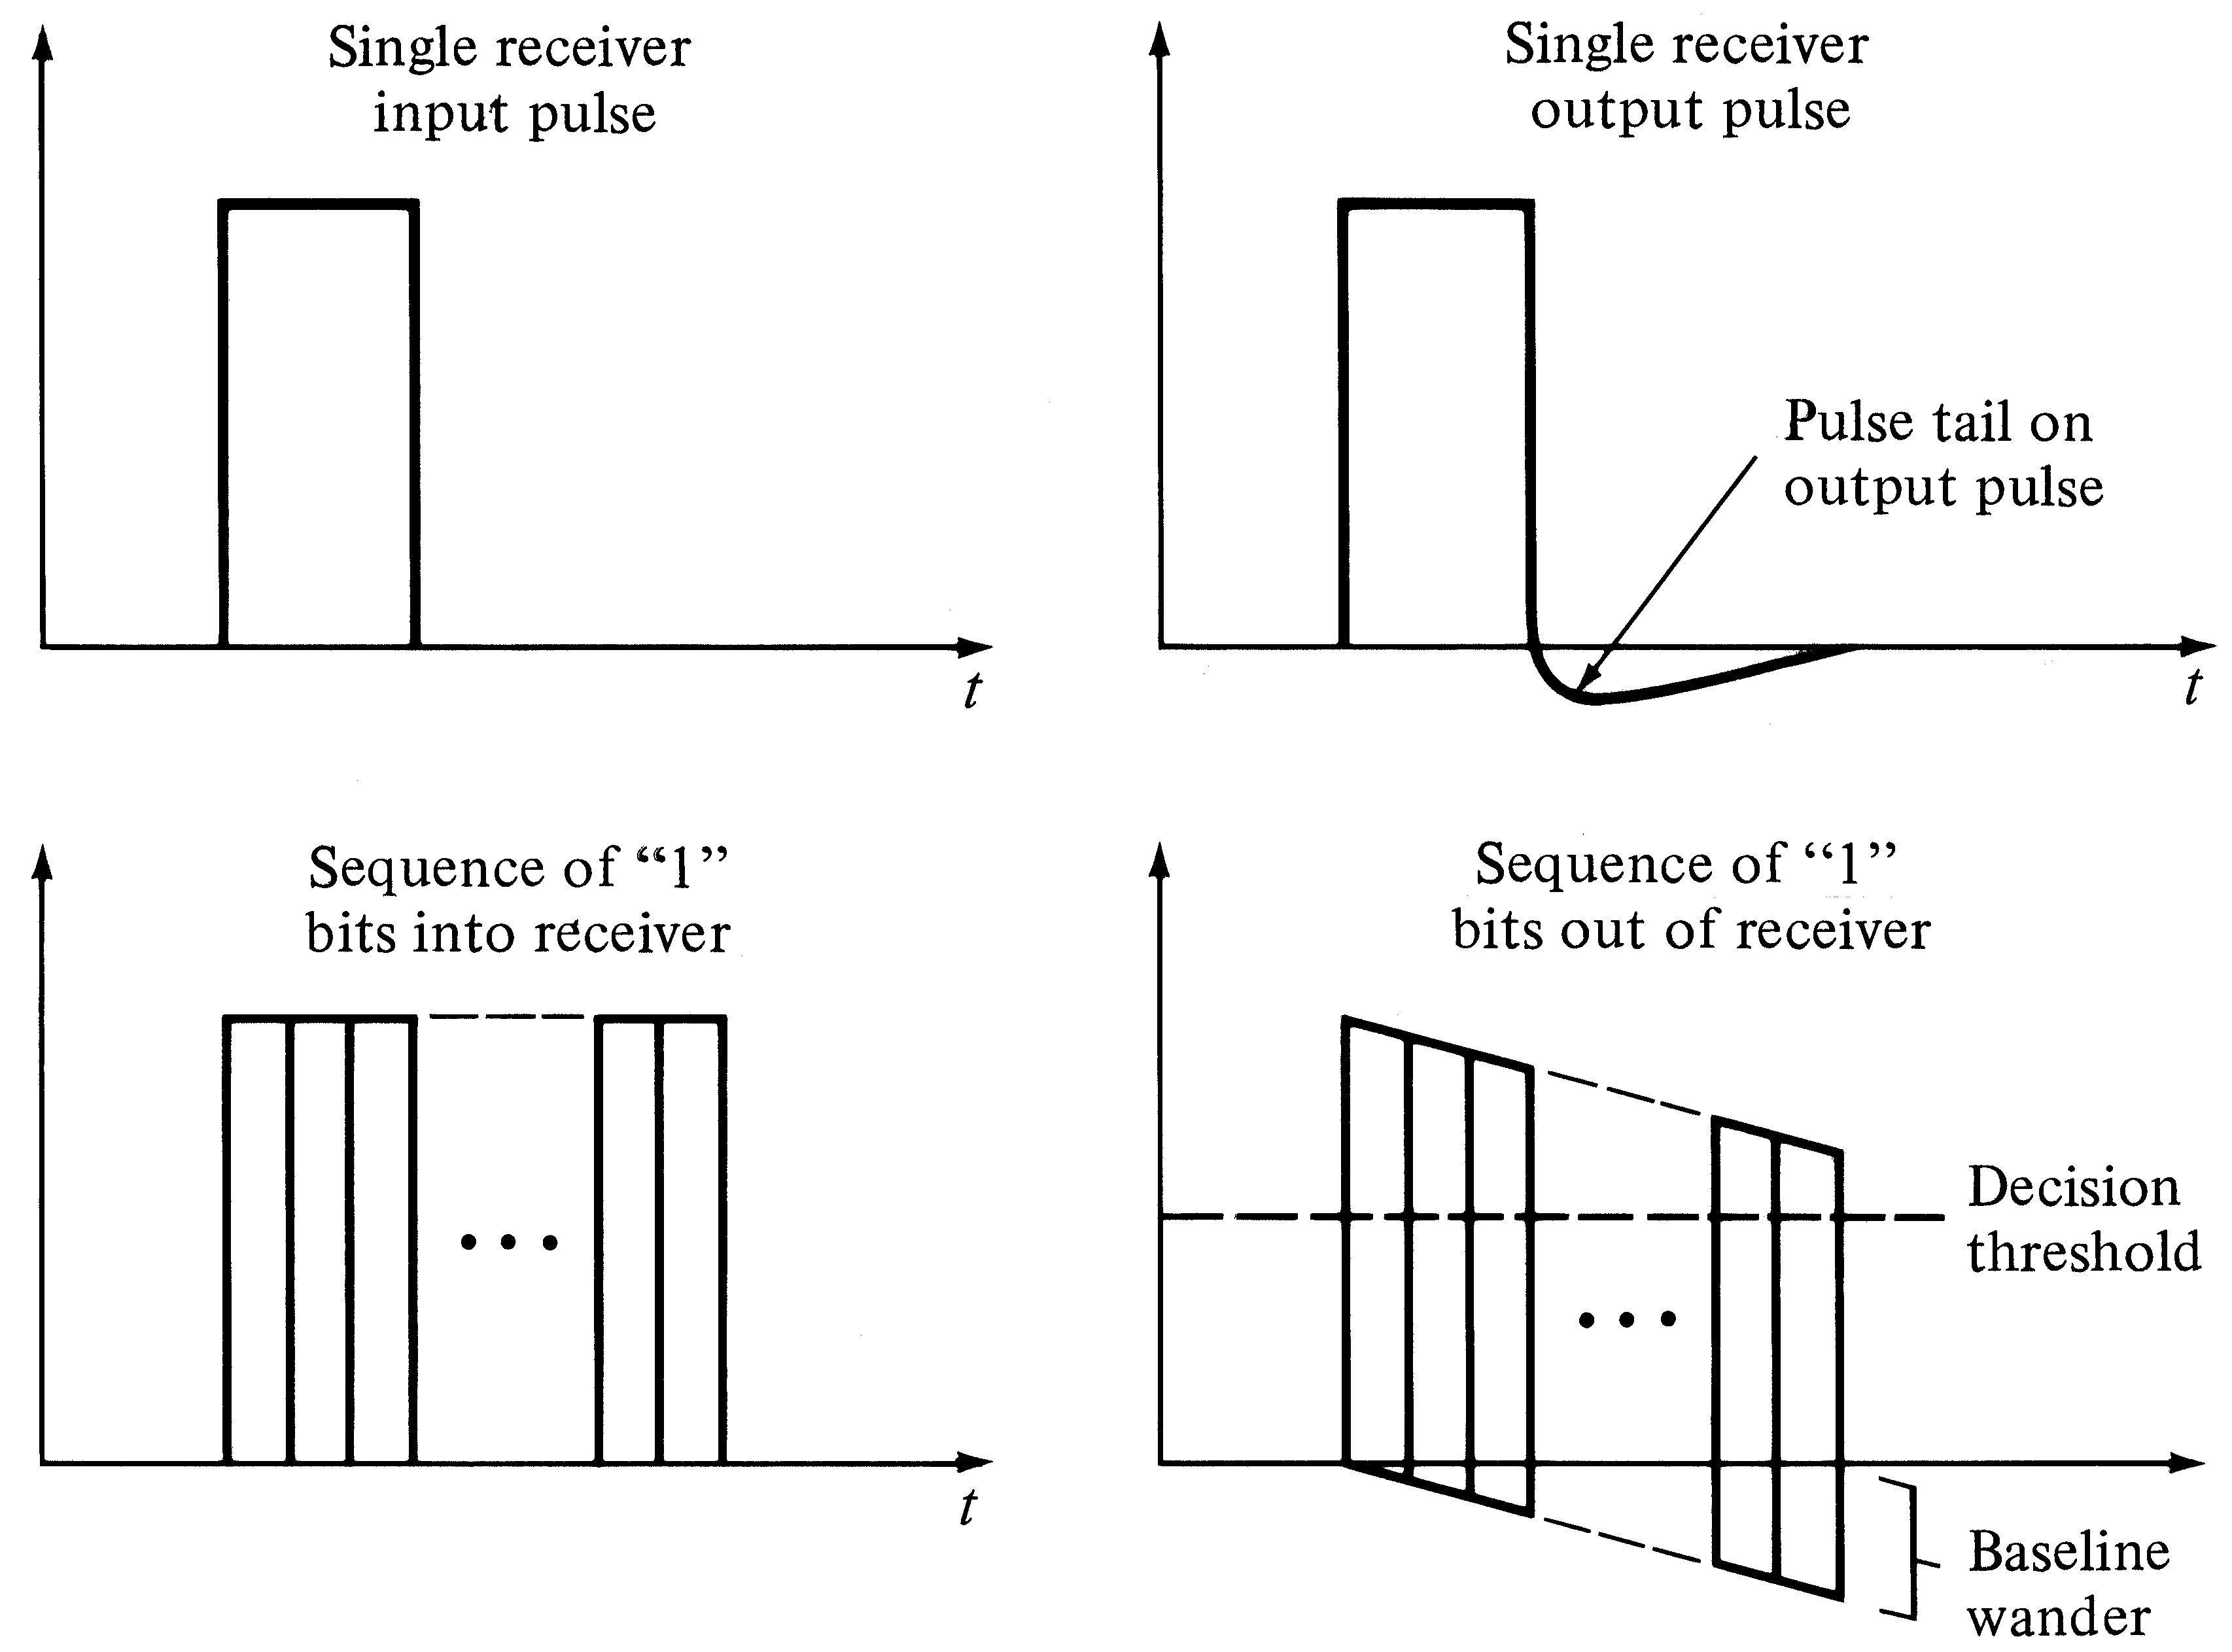 Single receiver
input pulse
t
Single receiver
output pulse
Pulse tail on
output pulse
t
Sequence of “1”
bits into receiver
t
Sequence of “1”
bits out of receiver
Decision
threshold
Baseline
wander